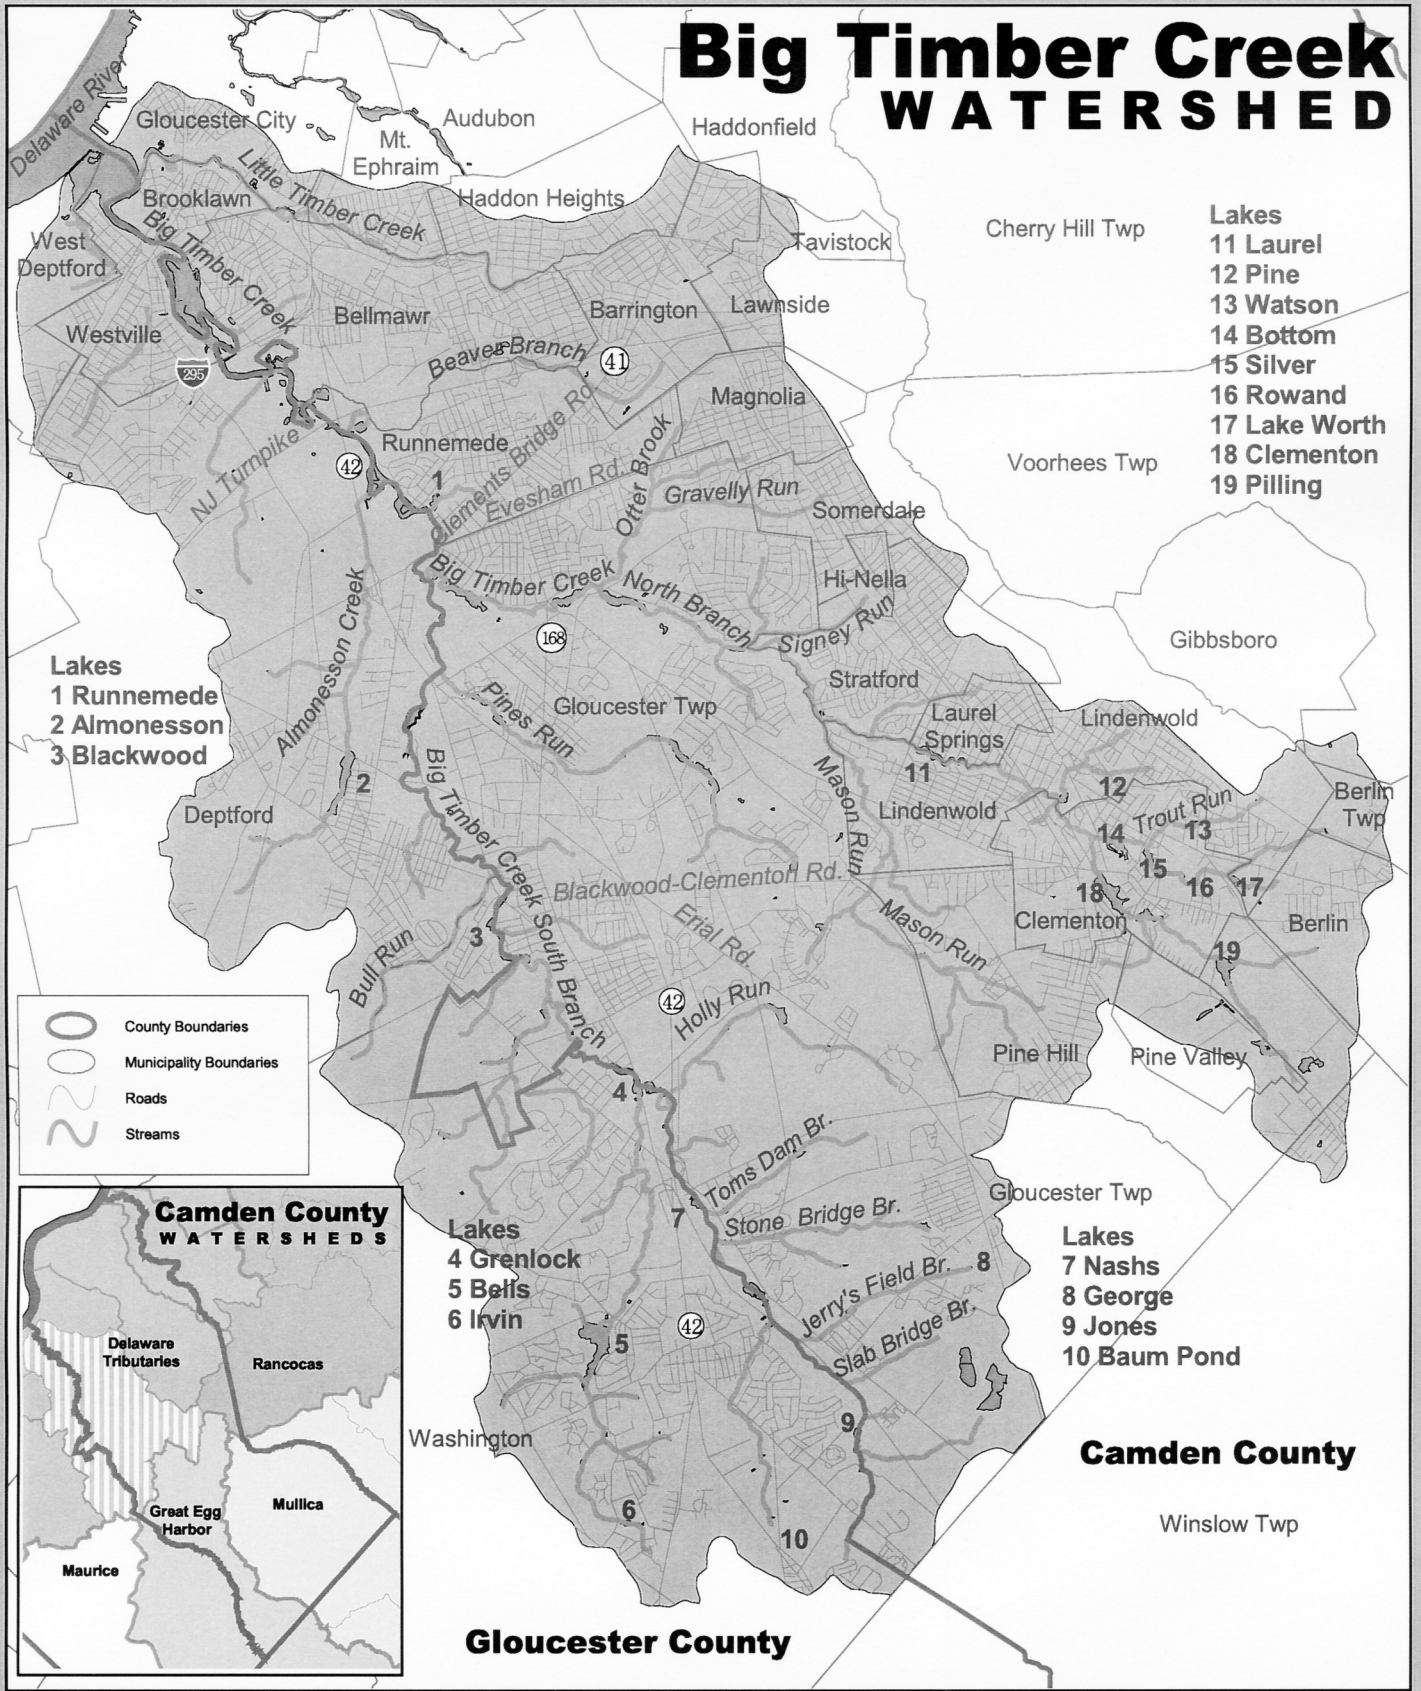 Big Timber Creek
WATERSHED
Delaware River
Gloucester City
Mt.
Ephraim
Audubon
Haddonfield
Brooklawn
Little Timber Creek
Haddon Heights
Tavistock
Cherry Hill Twp
Lakes
11 Laurel
12 Pine
13 Watson
14 Bottom
15 Silver
16 Rowand
17 Lake Worth
18 Clementon
19 Pilling
West
Deptford
Big Timber Creek
Westville
295
Bellmawr
Barrington
Lawnside
Beaver Branch
41
Magnolia
NJ Turnpike
42
Runnemede
1
Clements Bridge Rd
Evesham Rd.
Otter Brook
Gravelly Run
Somerdale
Voorhees Twp
Big Timber Creek North Branch
Hi-Nella
Signey Run
168
Gibbsboro
Almonesson Creek
Lakes
1 Runnemede
2 Almonesson
3 Blackwood
Stratford
Pines Run
Gloucester Twp
Laurel
Springs
Lindenwold
11
12
2
Deptford
Big Timber Creek South Branch
Mason Run
Lindenwold
Trout Run
13
14
15
16
17
18
Berlin
Twp
Blackwood-Clementon Rd.
Clementon
Berlin
Erial Rd.
Mason Run
3
Bull Run
19
42
Holly Run
Pine Hill
Pine Valley
County Boundaries
Municipality Boundaries
Roads
Streams
4
Toms Dam Br.
7
Stone Bridge Br.
Gloucester Twp
Lakes
7 Nashs
8 George
9 Jones
10 Baum Pond
Lakes
4 Grenlock
5 Bells
6 Irvin
Jerry's Field Br.
8
42
5
Slab Bridge Br.
9
Washington
6
10
Camden County
Winslow Twp
Gloucester County
Camden County
WATERSHEDS
Delaware
Tributaries
Rancocas
Great Egg
Harbor
Mullica
Maurice